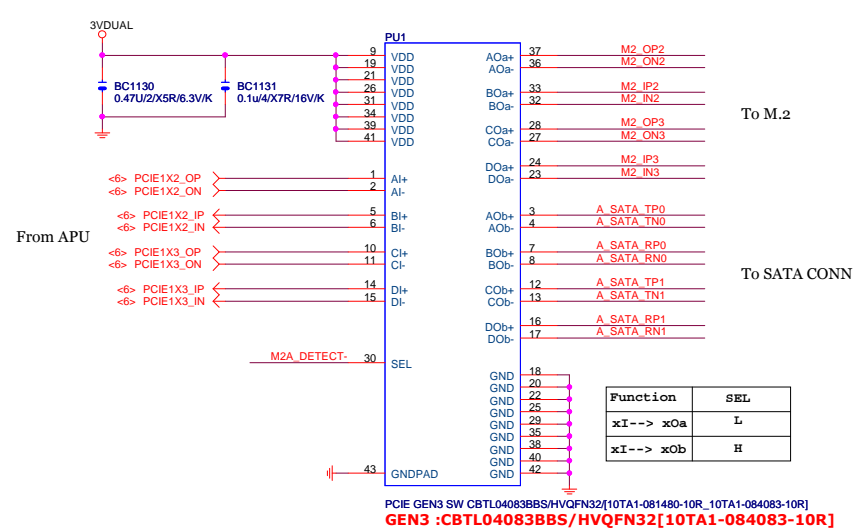 3VDUAL
BC1130
0.47U/2/X5R/6.3V/K
BC1131
0.1u/4/X7R/16V/K
PU1
9 VDD
19 VDD
21 VDD
26 VDD
31 VDD
34 VDD
39 VDD
41 VDD
AOa+ 37 M2_OP2
AOa- 36 M2_ON2
BOa+ 33 M2_IP2
BOa- 32 M2_IN2
COa+ 28 M2_OP3
COa- 27 M2_ON3
DOa+ 24 M2_IP3
DOa- 23 M2_IN3
To M.2
From APU
<6> PCIE1X2_OP 1 AI+
<6> PCIE1X2_ON 2 AI-
<6> PCIE1X2_IP 5 BI+
<6> PCIE1X2_IN 6 BI-
<6> PCIE1X3_OP 10 CI+
<6> PCIE1X3_ON 11 CI-
<6> PCIE1X3_IP 14 DI+
<6> PCIE1X3_IN 15 DI-
AOb+ 3 A_SATA_TP0
AOb- 4 A_SATA_TN0
BOb+ 7 A_SATA_RP0
BOb- 8 A_SATA_RN0
COb+ 12 A_SATA_TP1
COb- 13 A_SATA_TN1
DOb+ 16 A_SATA_RP1
DOb- 17 A_SATA_RN1
To SATA CONN
M2A_DETECT- 30 SEL
GND 18
GND 20
GND 22
GND 25
GND 29
GND 35
GND 38
GND 40
GND 42
43 GNDPAD
Function SEL
xI--> xOa L
xI--> xOb H
PCIE GEN3 SW CBTL04083BBS/HVQFN32/[10TA1-081480-10R_10TA1-084083-10R]
GEN3 :CBTL04083BBS/HVQFN32[10TA1-084083-10R]